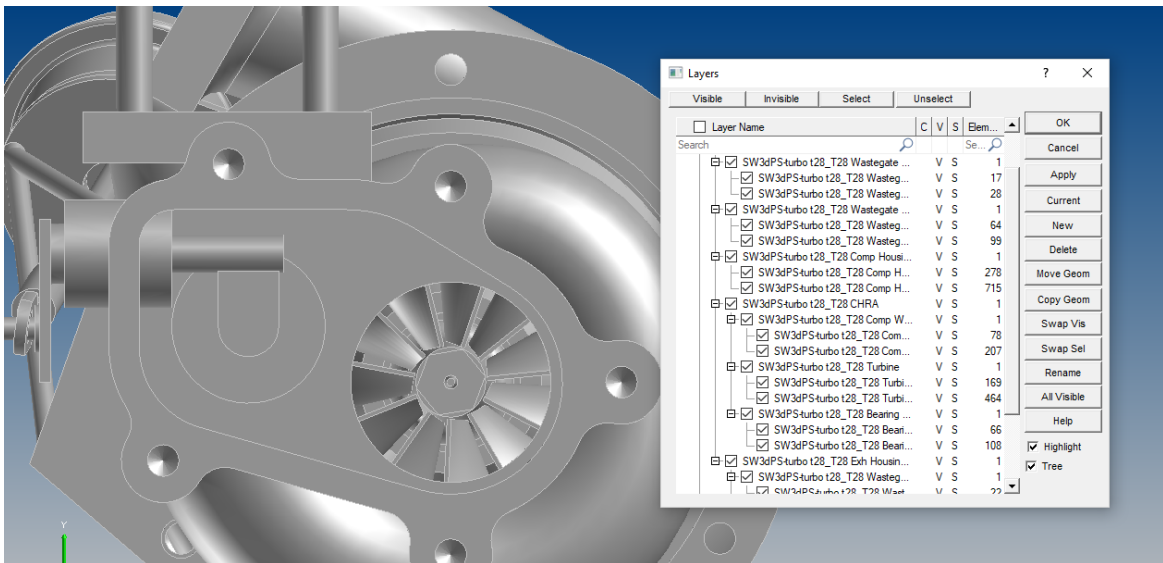 Layers ? ×
Visible Invisible Select Unselect
Layer Name C V S Elem...
Search Se...
SW3dPS-turbo t28_T28 Wastegate ... V S 1
SW3dPS-turbo t28_T28 Wasteg... V S 17
SW3dPS-turbo t28_T28 Wasteg... V S 28
SW3dPS-turbo t28_T28 Wastegate ... V S 1
SW3dPS-turbo t28_T28 Wasteg... V S 64
SW3dPS-turbo t28_T28 Wasteg... V S 99
SW3dPS-turbo t28_T28 Comp Housi... V S 1
SW3dPS-turbo t28_T28 Comp H... V S 278
SW3dPS-turbo t28_T28 Comp H... V S 715
SW3dPS-turbo t28_T28 CHRA V S 1
SW3dPS-turbo t28_T28 Comp W... V S 1
SW3dPS-turbo t28_T28 Com... V S 78
SW3dPS-turbo t28_T28 Com... V S 207
SW3dPS-turbo t28_T28 Turbine V S 1
SW3dPS-turbo t28_T28 Turbi... V S 169
SW3dPS-turbo t28_T28 Turbi... V S 464
SW3dPS-turbo t28_T28 Bearing ... V S 1
SW3dPS-turbo t28_T28 Beari... V S 66
SW3dPS-turbo t28_T28 Beari... V S 108
SW3dPS-turbo t28_T28 Exh Housin... V S 1
SW3dPS-turbo t28_T28 Wasteg... V S 1
SW3dPS-turbo t28_T28 Wast... V S 22
OK
Cancel
Apply
Current
New
Delete
Move Geom
Copy Geom
Swap Vis
Swap Sel
Rename
All Visible
Help
Highlight
Tree
Y